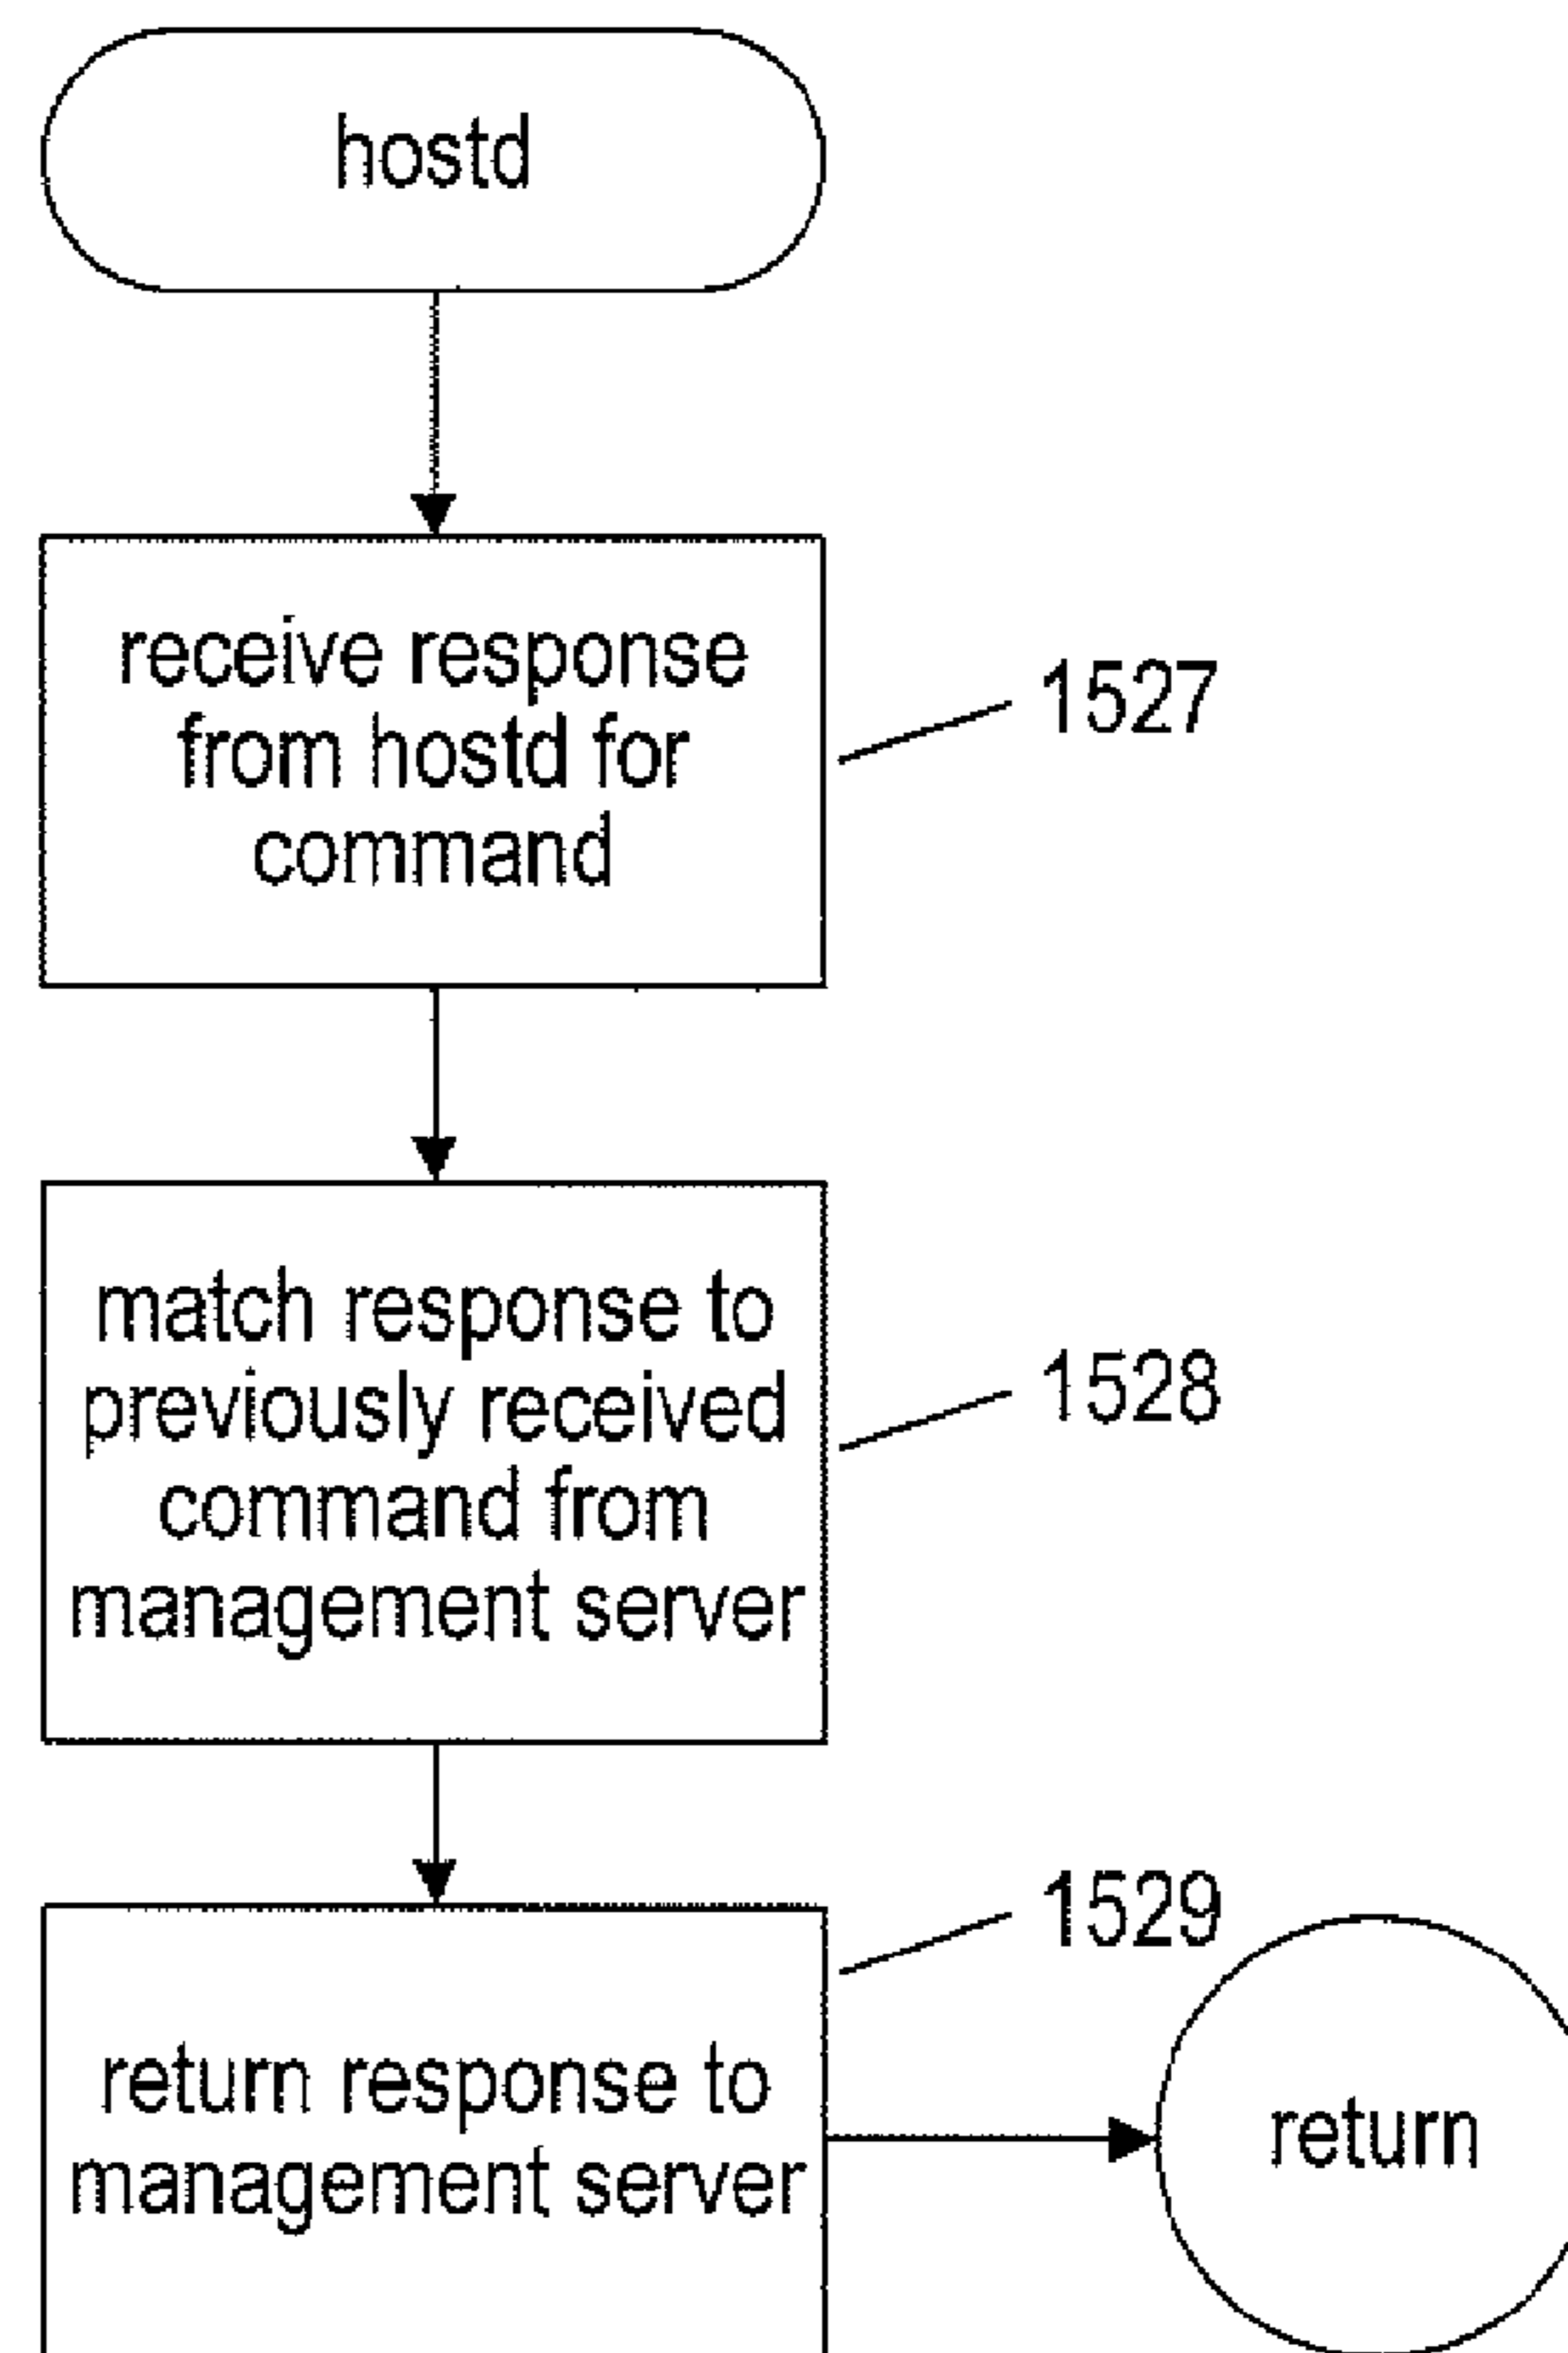 hostd
receive response
from hostd for
command
1527
match response to
previously received
command from
management server
1528
1529
return response to
management server
return